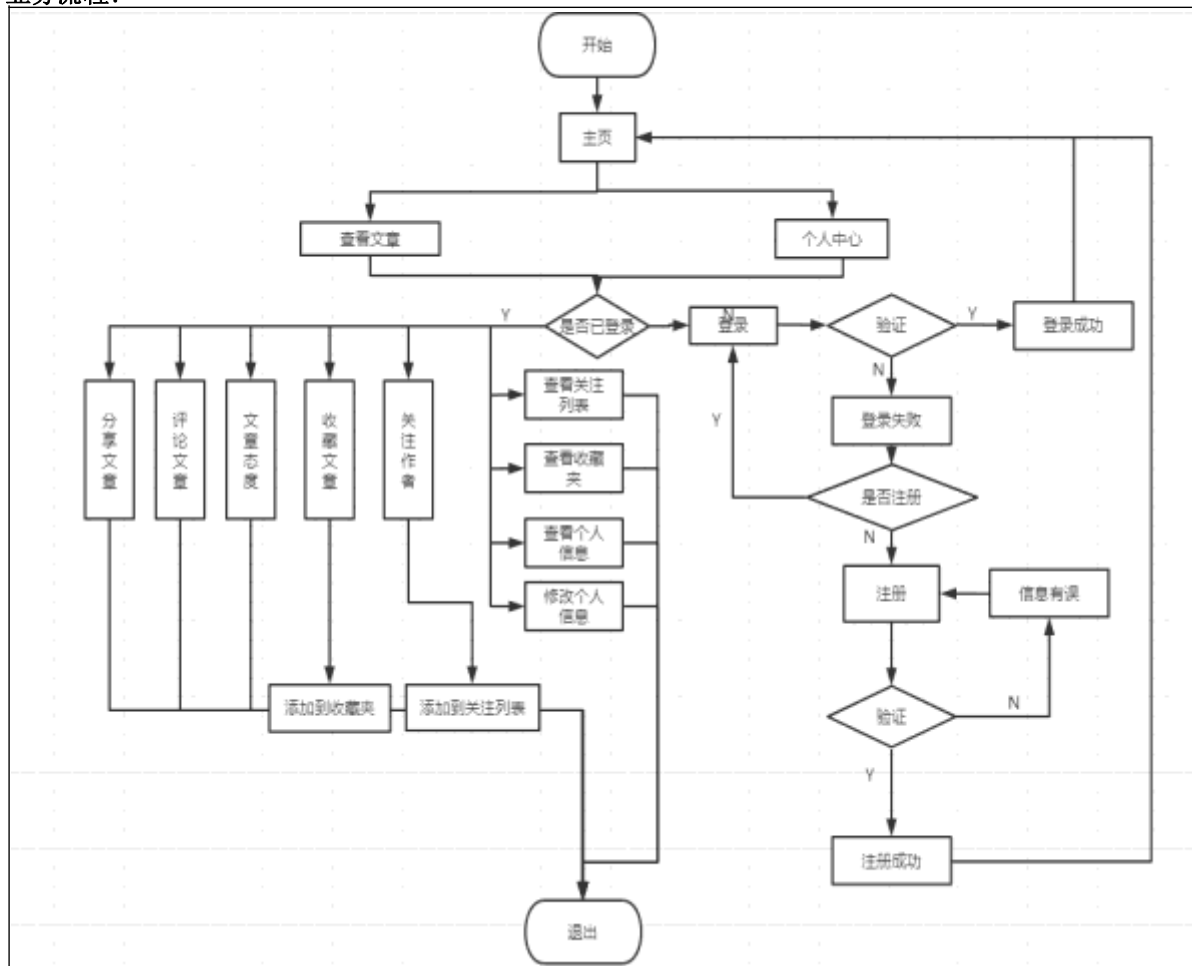 业务流程：
开始
主页
查看文章
个人中心
是否已登录
Y
N
登录
验证
Y
登录成功
N
登录失败
是否注册
Y
N
注册
信息有误
验证
N
Y
注册成功
分享文章
评论文章
文章态度
收藏文章
关注作者
查看关注
列表
查看收藏
夹
查看个人
信息
修改个人
信息
添加到收藏夹
添加到关注列表
退出